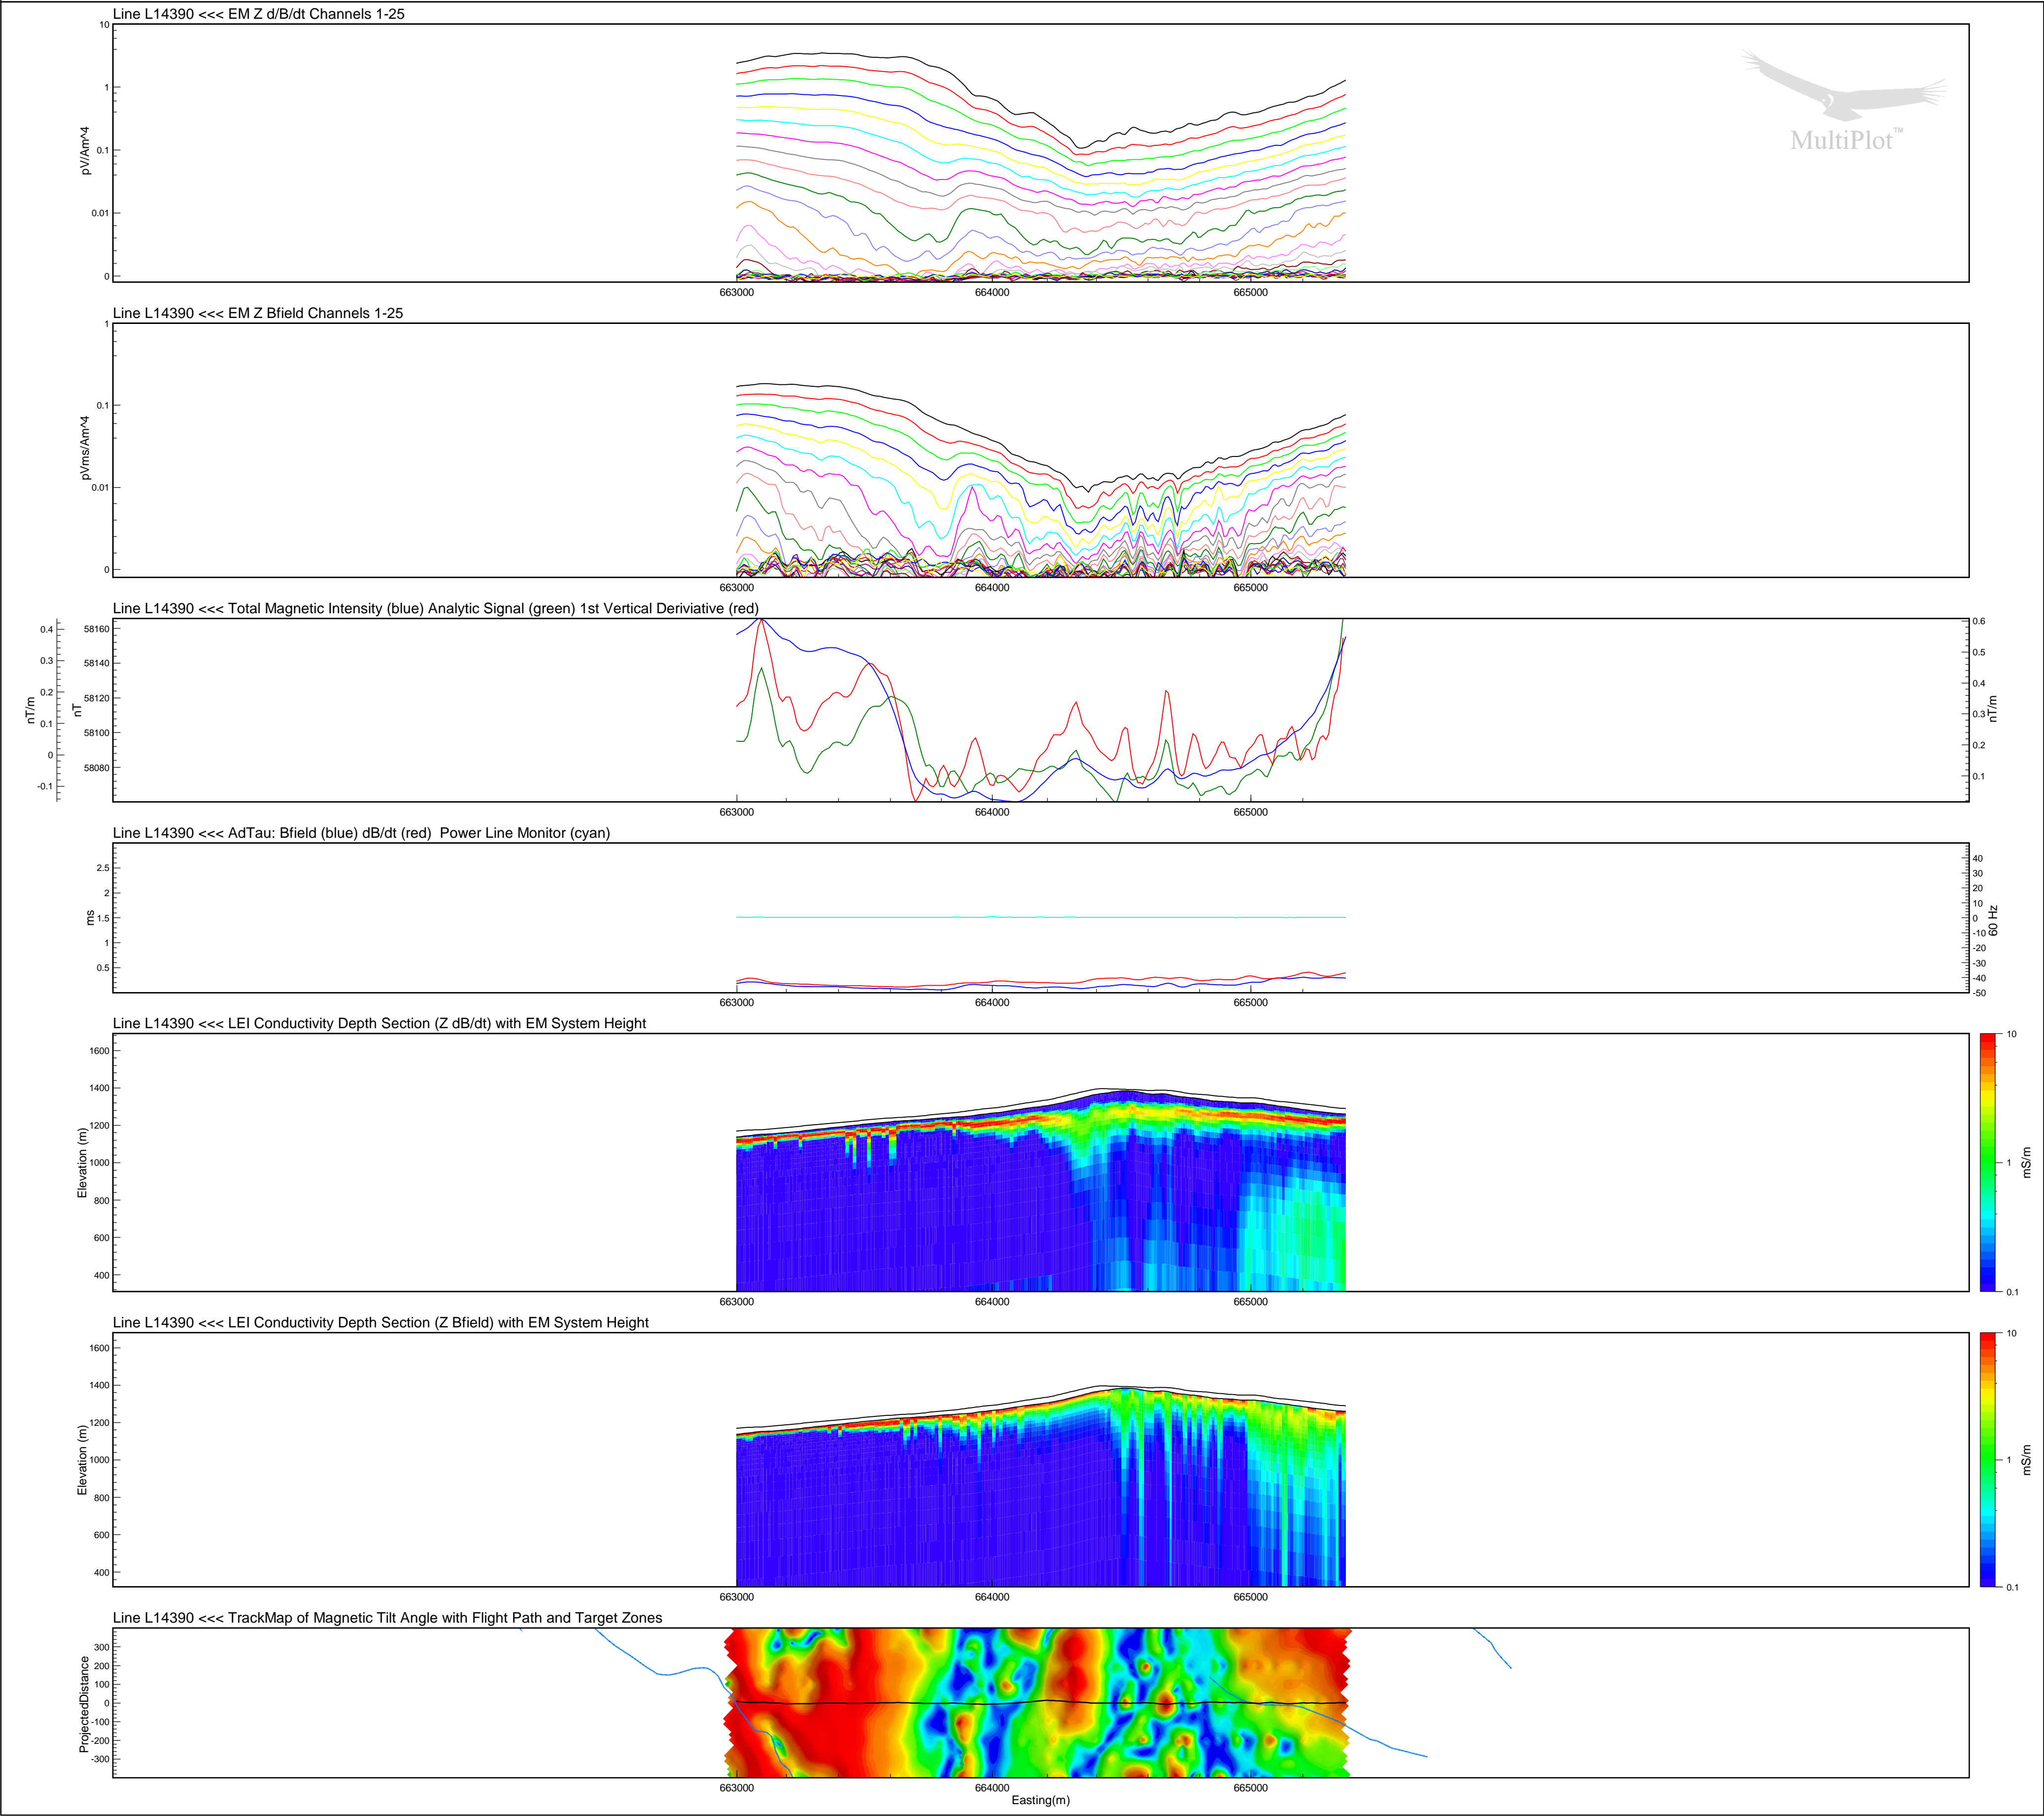 Line L14390 <<< EM Z d/B/dt Channels 1-25
10
1
0.1
0.01
0
pV/Am^4
MultiPlot™
663000 664000 665000
Line L14390 <<< EM Z Bfield Channels 1-25
1
0.1
0.01
0
pVms/Am^4
663000 664000 665000
Line L14390 <<< Total Magnetic Intensity (blue) Analytic Signal (green) 1st Vertical Deriviative (red)
0.4
0.3
0.2
0.1
0
-0.1
nT/m
58160
58140
58120
58100
58080
nT
0.6
0.5
0.4
0.3
0.2
0.1
nT/m
663000 664000 665000
Line L14390 <<< AdTau: Bfield (blue) dB/dt (red)  Power Line Monitor (cyan)
2.5
2
1.5
1
0.5
ms
40
30
20
10
0
-10
-20
-30
-40
-50
60 Hz
663000 664000 665000
Line L14390 <<< LEI Conductivity Depth Section (Z dB/dt) with EM System Height
1600
1400
1200
1000
800
600
400
Elevation (m)
10
1
0.1
mS/m
663000 664000 665000
Line L14390 <<< LEI Conductivity Depth Section (Z Bfield) with EM System Height
1600
1400
1200
1000
800
600
400
Elevation (m)
10
1
0.1
mS/m
663000 664000 665000
Line L14390 <<< TrackMap of Magnetic Tilt Angle with Flight Path and Target Zones
300
200
100
0
-100
-200
-300
ProjectedDistance
663000 664000 665000
Easting(m)